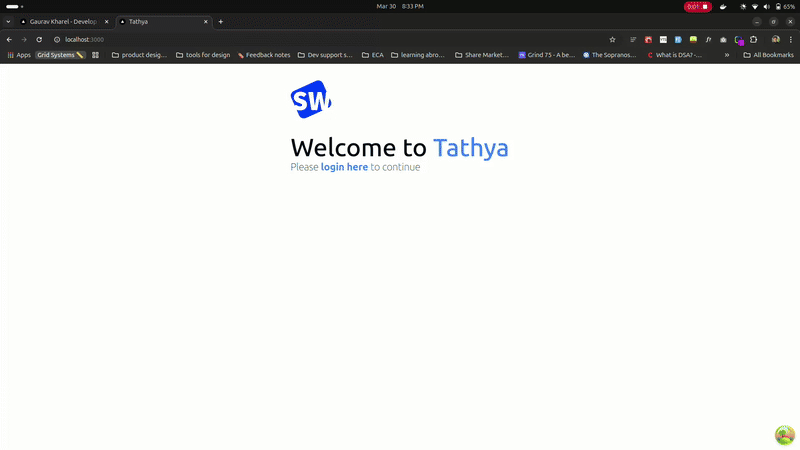 Mar 30 8:33 PM
0:01
65%
Gaurav Kharel - Develop
Tathya
localhost:3000
Apps
Grid Systems
product desig...
tools for design
Feedback notes
Dev support s...
ECA
learning abro...
Share Market...
Grind 75 - A be...
The Sopranos...
What is DSA? -...
All Bookmarks
SW
Welcome to Tathya
Please login here to continue